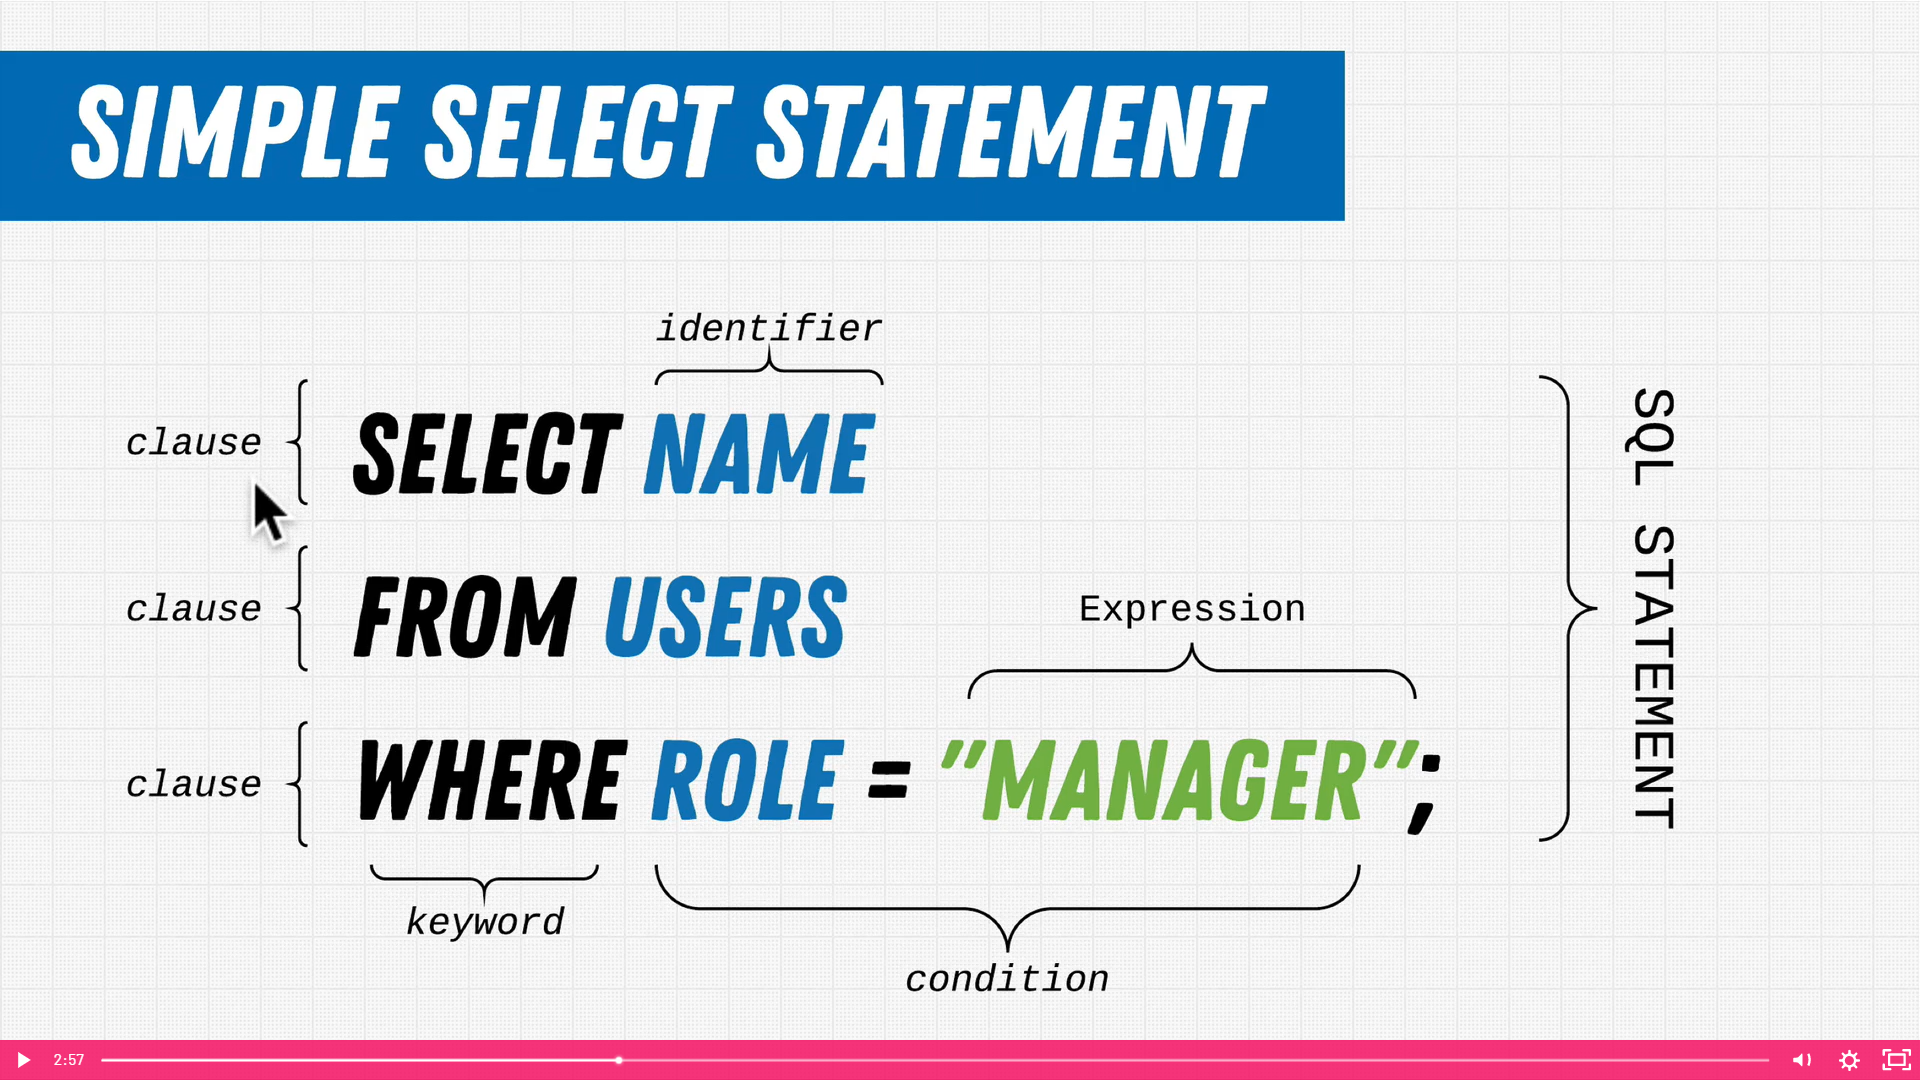 SIMPLE SELECT STATEMENT
identifier
clause
SELECT NAME
clause
FROM USERS
Expression
clause
WHERE ROLE = "MANAGER";
keyword
condition
SQL STATEMENT
2:57